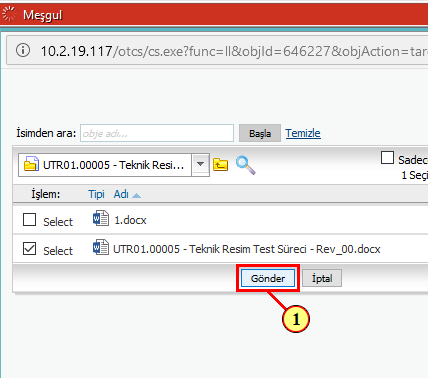 Meşgul
10.2.19.117/otcs/cs.exe?func=ll&objId=646227&objAction=tar
İsimden ara: obje adı... Başla Temizle
UTR01.00005 - Teknik Resi... Sadec
1 Seçi
İşlem: Tipi Adı
Select 1.docx
Select UTR01.00005 - Teknik Resim Test Süreci - Rev_00.docx
Gönder İptal
1